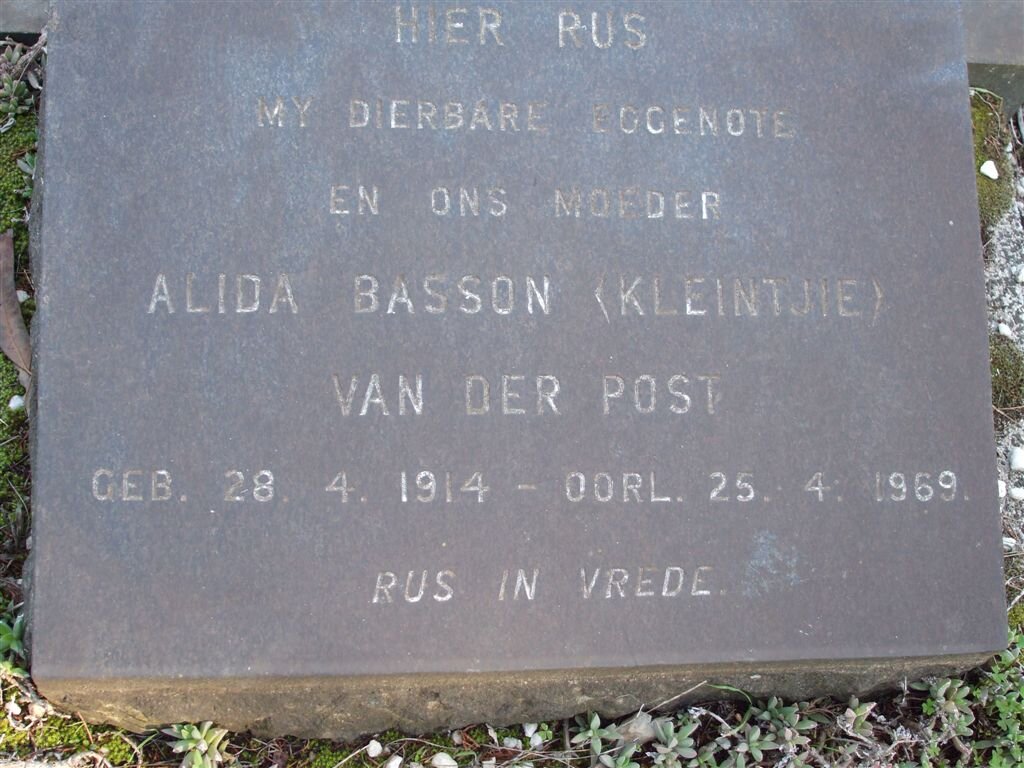 HIER RUS
MY DIERBARE EGGENOTE
EN ONS MOEDER
ALIDA BASSON (KLEINTJIE)
VAN DER POST
GEB. 28. 4. 1914 - OORL. 25. 4. 1969.
RUS IN VREDE.